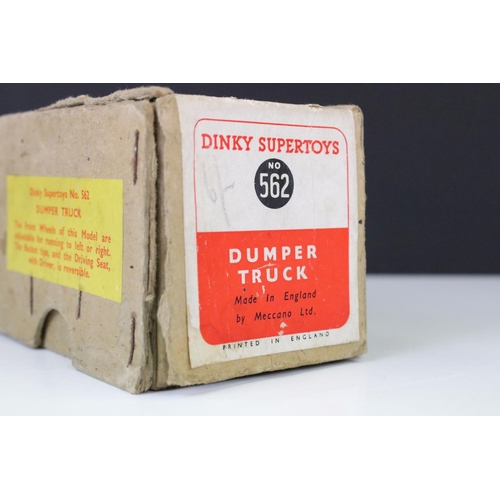 Dinky Supertoys No. 562
DUMPER TRUCK
The front Wheels of this Model are
adjustable for running to left or right.
The Bucket tips, and the Driving Seat,
with Driver, is reversible.
DINKY SUPERTOYS
NO
562
6/-
DUMPER
TRUCK
Made In England
by Meccano Ltd.
PRINTED IN ENGLAND